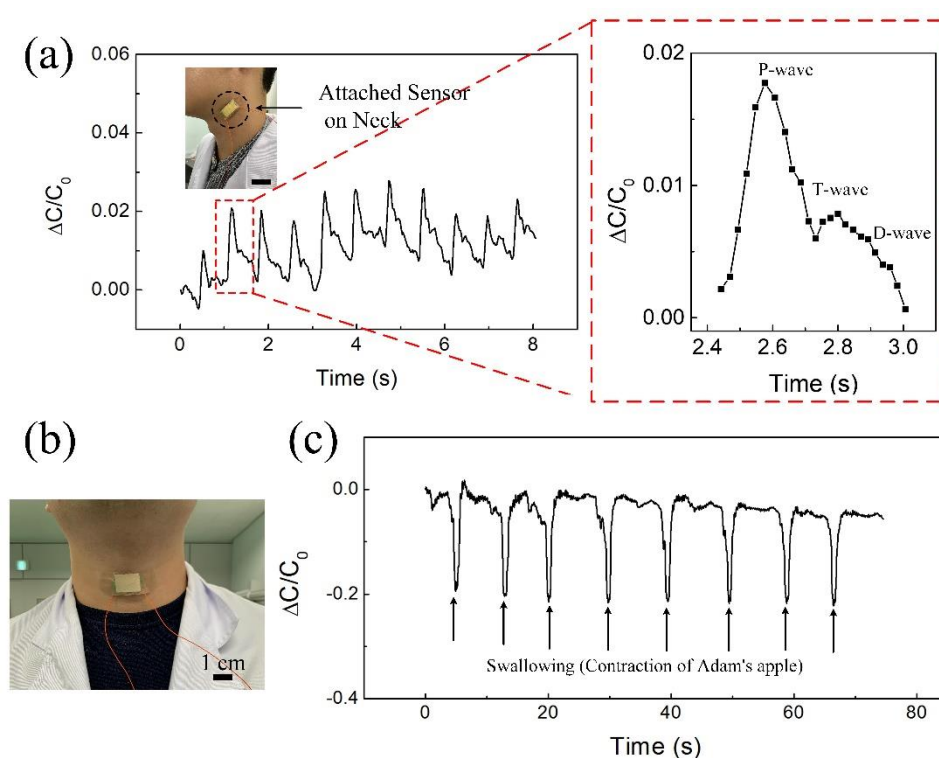 (a)
0.06
0.04
0.02
0.00
ΔC/C₀
Attached Sensor
on Neck
0 2 4 6 8
Time (s)
0.02
0.01
0.00
ΔC/C₀
P-wave
T-wave
D-wave
2.4 2.6 2.8 3.0
Time (s)
(b)
1 cm
(c)
0.0
-0.2
-0.4
ΔC/C₀
Swallowing (Contraction of Adam's apple)
0 20 40 60 80
Time (s)